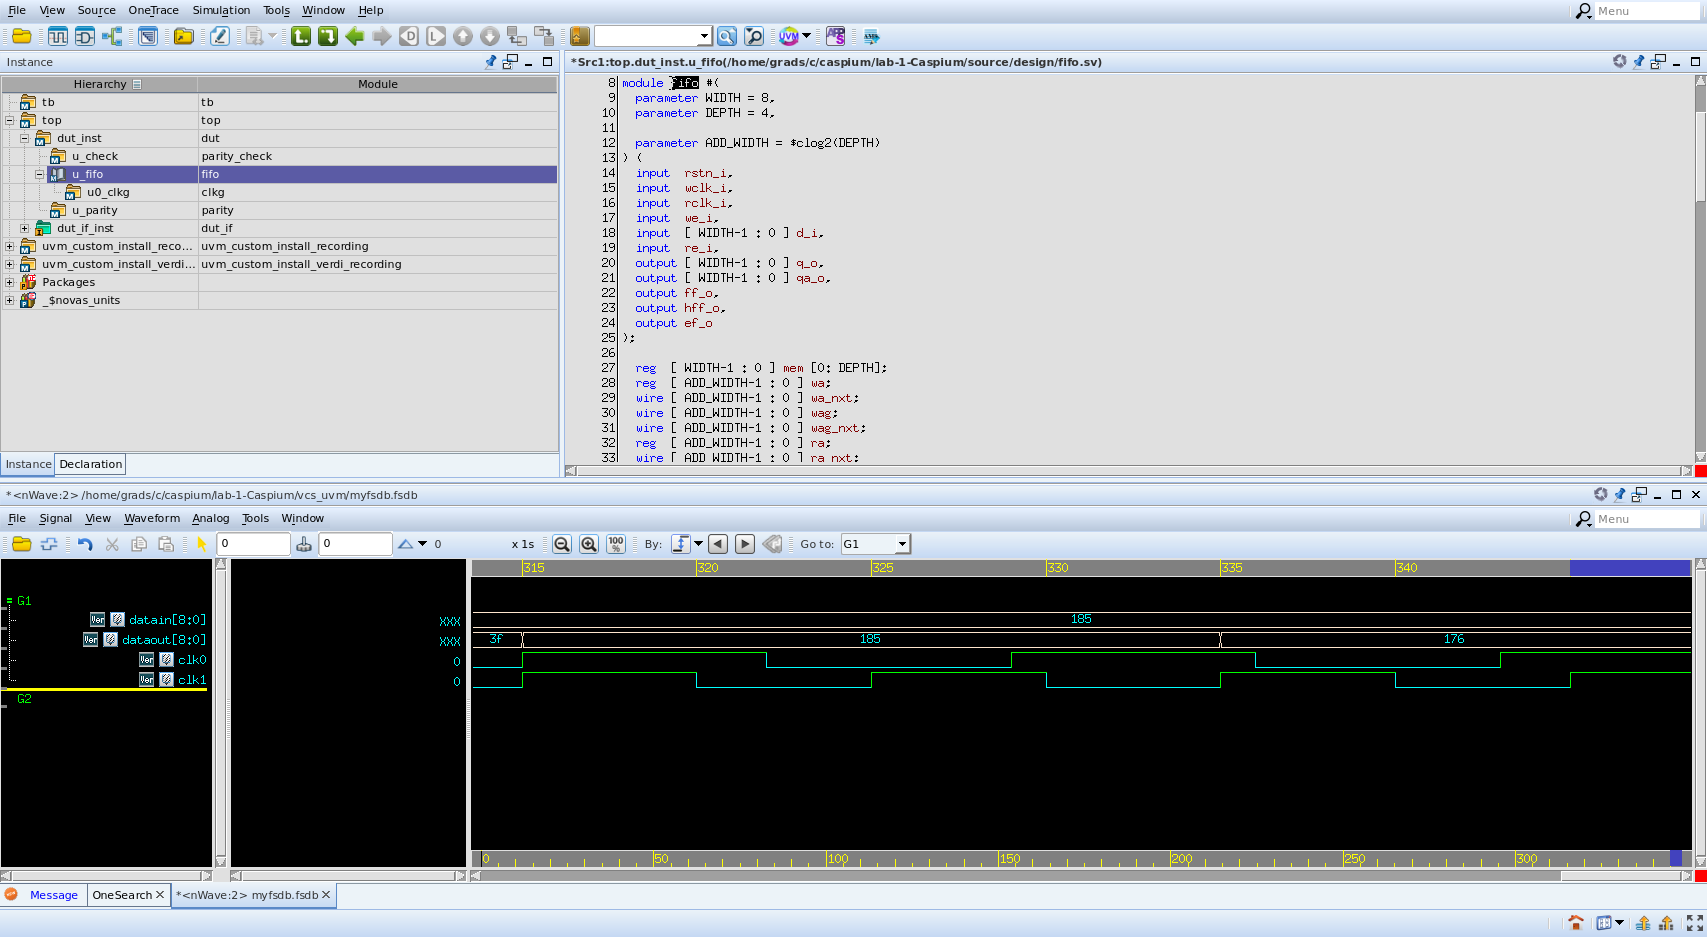 File View Source OneTrace Simulation Tools Window Help Menu
Instance
*Src1:top.dut_inst.u_fifo(/home/grads/c/caspium/lab-1-Caspium/source/design/fifo.sv)
Hierarchy Module
tb tb
top top
dut_inst dut
u_check parity_check
u_fifo fifo
u0_clkg clkg
u_parity parity
dut_if_inst dut_if
uvm_custom_install_reco... uvm_custom_install_recording
uvm_custom_install_verdi... uvm_custom_install_verdi_recording
Packages
_$novas_units
Instance Declaration
8 module fifo #(
9 parameter WIDTH = 8,
10 parameter DEPTH = 4,
11
12 parameter ADD_WIDTH = $clog2(DEPTH)
13 ) (
14 input rstn_i,
15 input wclk_i,
16 input rclk_i,
17 input we_i,
18 input [ WIDTH-1 : 0 ] d_i,
19 input re_i,
20 output [ WIDTH-1 : 0 ] q_o,
21 output [ WIDTH-1 : 0 ] qa_o,
22 output ff_o,
23 output hff_o,
24 output ef_o
25 );
26
27 reg [ WIDTH-1 : 0 ] mem [0: DEPTH];
28 reg [ ADD_WIDTH-1 : 0 ] wa;
29 wire [ ADD_WIDTH-1 : 0 ] wa_nxt;
30 wire [ ADD_WIDTH-1 : 0 ] wag;
31 wire [ ADD_WIDTH-1 : 0 ] wag_nxt;
32 reg [ ADD_WIDTH-1 : 0 ] ra;
33 wire [ ADD_WIDTH-1 : 0 ] ra_nxt;
*<nWave:2> /home/grads/c/caspium/lab-1-Caspium/vcs_uvm/myfsdb.fsdb
File Signal View Waveform Analog Tools Window Menu
0 0 0 x 1s 100 % By: Go to: G1
315 320 325 330 335 340
G1
Ver datain[8:0] xxx 185
Ver dataout[8:0] xxx 3f 185 176
Ver clk0 0
Ver clk1 0
G2
0 50 100 150 200 250 300
Message OneSearch *<nWave:2> myfsdb.fsdb